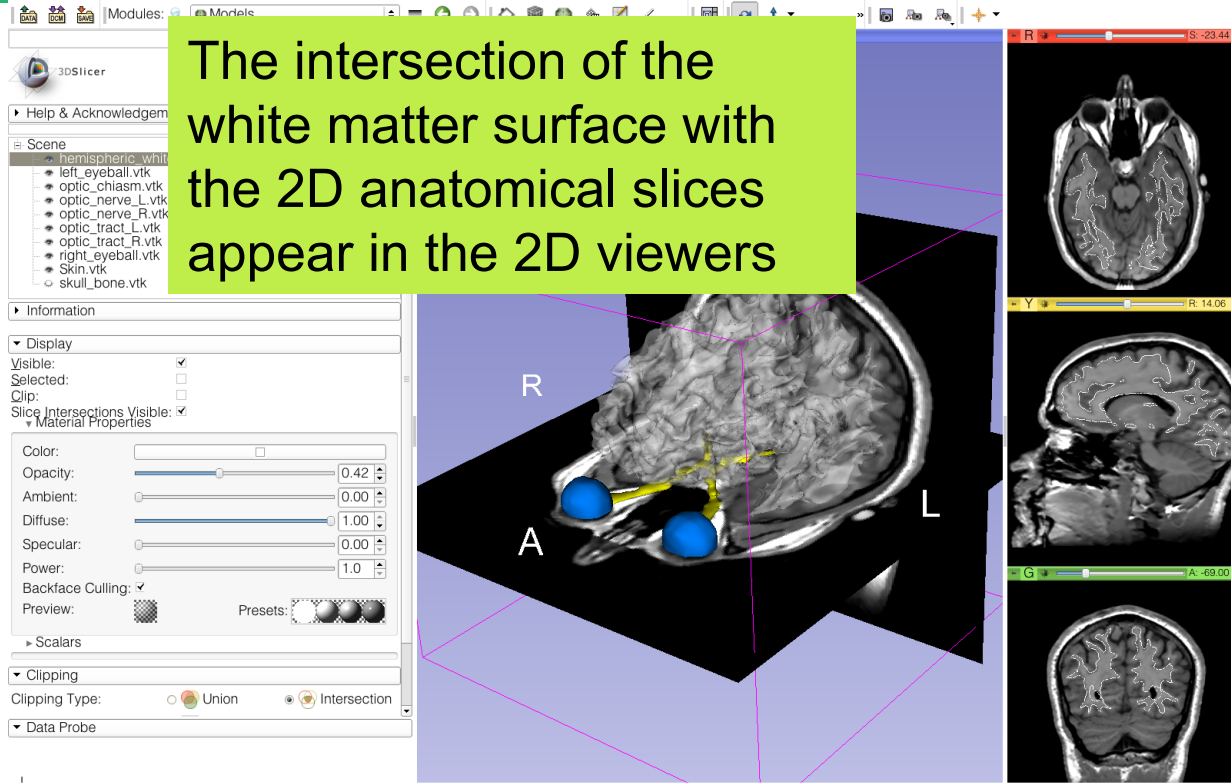 DATA
DCM
SAVE
Modules:
Models
The intersection of the
white matter surface with
the 2D anatomical slices
appear in the 2D viewers
3DSlicer
Help & Acknowledgem
Scene
hemispheric_whit
left_eyeball.vtk
optic_chiasm.vtk
optic_nerve_L.vtk
optic_nerve_R.vtk
optic_tract_L.vtk
optic_tract_R.vtk
right_eyeball.vtk
Skin.vtk
skull_bone.vtk
Information
Display
Visible:
Selected:
Clip:
Slice Intersections Visible:
Material Properties
Color:
Opacity: 0.42
Ambient: 0.00
Diffuse: 1.00
Specular: 0.00
Power: 1.0
Backface Culling:
Preview: Presets:
Scalars
Clipping
Clipping Type: Union Intersection
Data Probe
R
A
L
R S: -23.44
Y R: 14.06
G A: -69.00